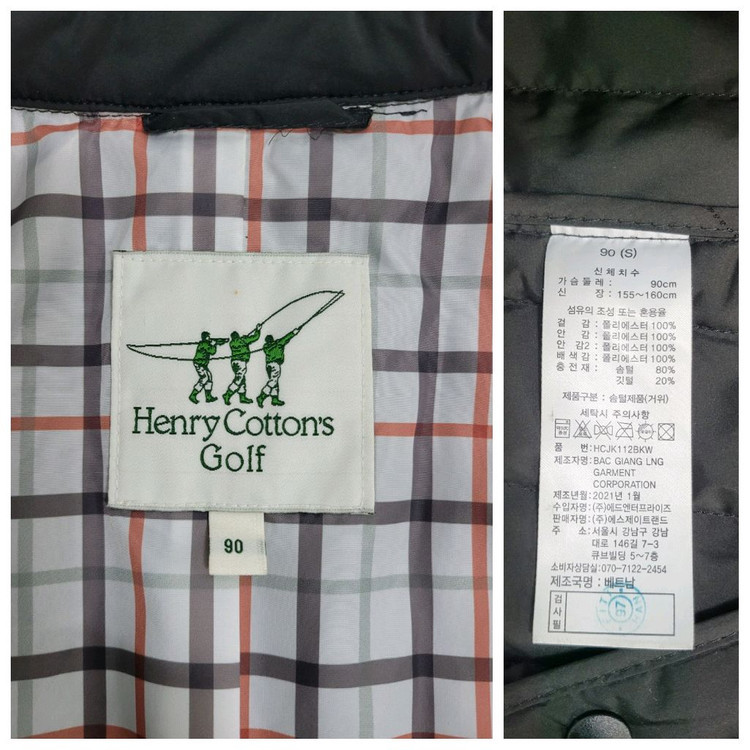 Henry Cotton's
Golf
90
90 (S)
신체치수
가슴둘레 : 90cm
신 장 : 155~160cm
섬유의 조성 또는 혼용율
겉 감 : 폴리에스터 100%
안 감 : 폴리에스터 100%
안 감2 : 폴리에스터 100%
배색감 : 폴리에스터 100%
충전재 : 솜털 80%
깃털 20%
제품구분 : 솜털제품(거위)
세탁시 주의사항
품 번: HCJK112BKW
제조자명: BAC GIANG LNG
GARMENT
CORPORATION
제조년월: 2021년 1월
수입자명: (주)에드엔터프라이즈
판매자명: (주)에스제이트랜드
주 소: 서울시 강남구 강남
대로 146길 7-3
큐브빌딩 5~7층
소비자상담실: 070-7122-2454
제조국명 : 베트남
검사필